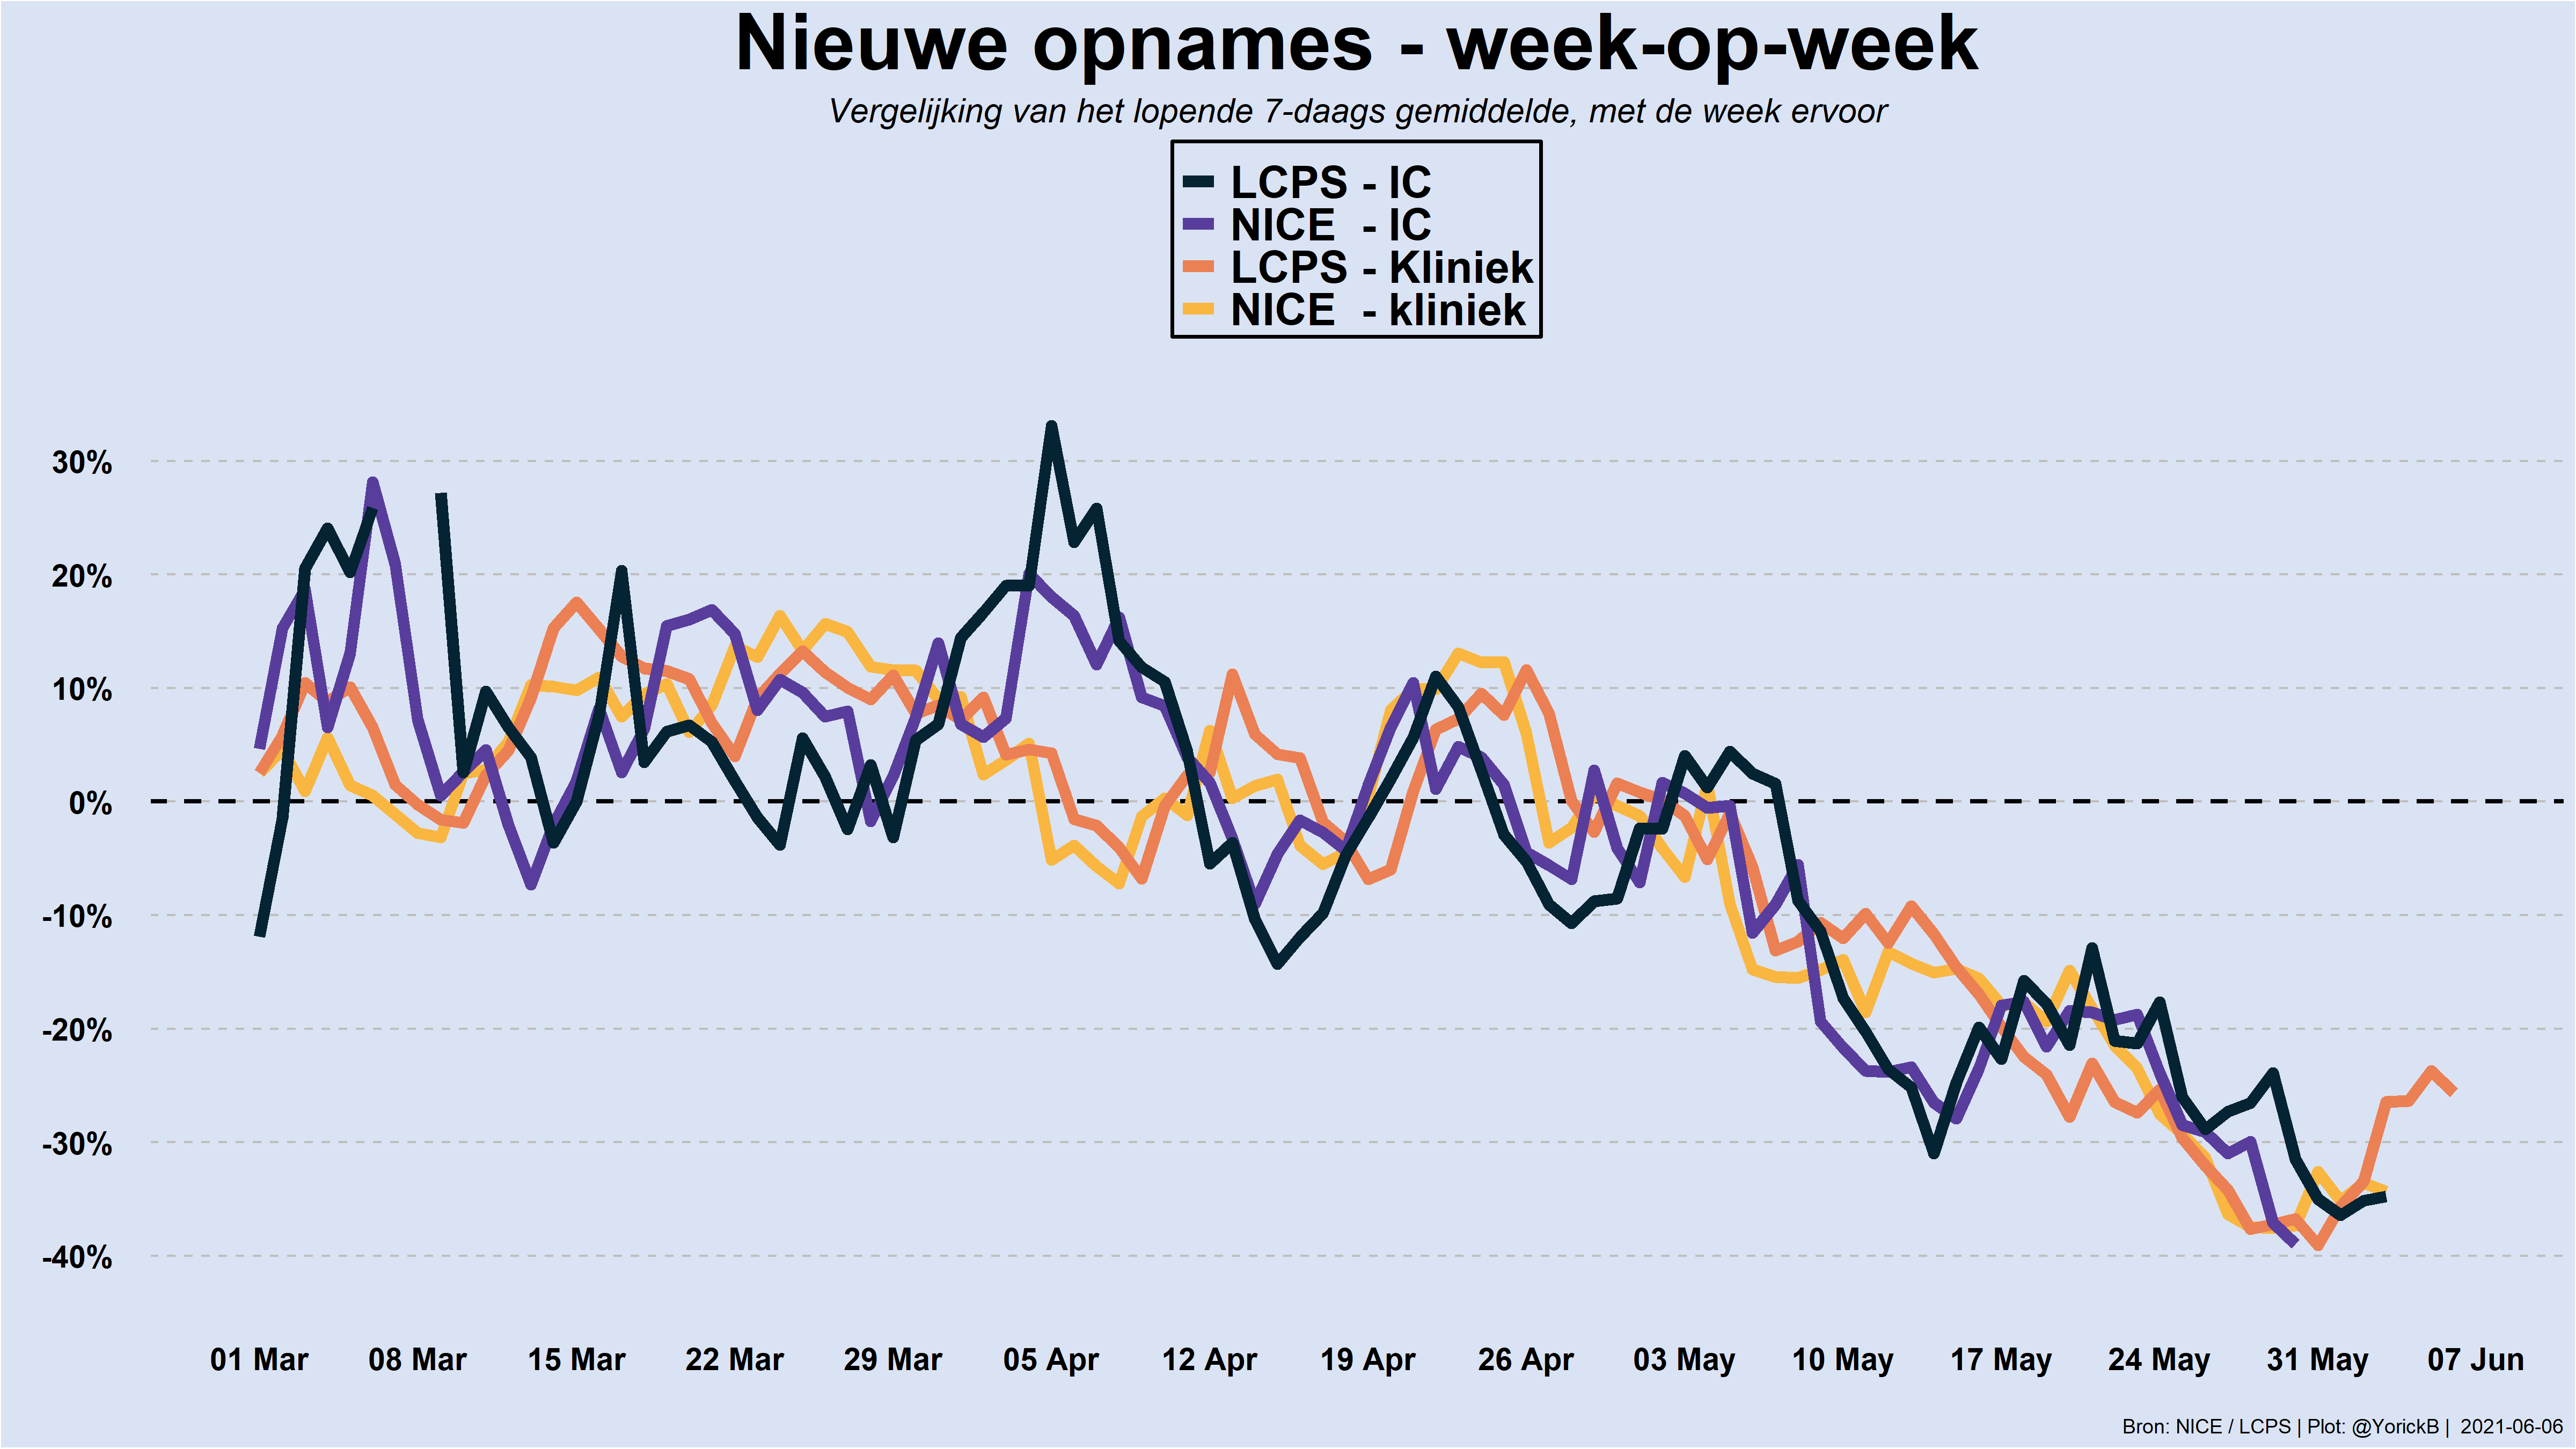 Nieuwe opnames - week-op-week
Vergelijking van het lopende 7-daags gemiddelde, met de week ervoor
LCPS - IC
NICE - IC
LCPS - Kliniek
NICE - kliniek
30%
20%
10%
0%
-10%
-20%
-30%
-40%
01 Mar 08 Mar 15 Mar 22 Mar 29 Mar 05 Apr 12 Apr 19 Apr 26 Apr 03 May 10 May 17 May 24 May 31 May 07 Jun
Bron: NICE / LCPS | Plot: @YorickB | 2021-06-06